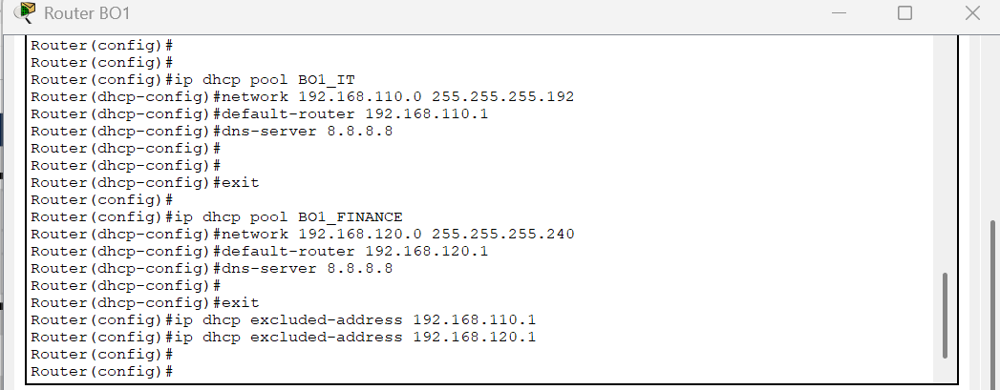 Router BO1
Router(config)#
Router(config)#
Router(config)#ip dhcp pool BO1_IT
Router(dhcp-config)#network 192.168.110.0 255.255.255.192
Router(dhcp-config)#default-router 192.168.110.1
Router(dhcp-config)#dns-server 8.8.8.8
Router(dhcp-config)#
Router(dhcp-config)#
Router(dhcp-config)#exit
Router(config)#
Router(config)#ip dhcp pool BO1_FINANCE
Router(dhcp-config)#network 192.168.120.0 255.255.255.240
Router(dhcp-config)#default-router 192.168.120.1
Router(dhcp-config)#dns-server 8.8.8.8
Router(dhcp-config)#
Router(dhcp-config)#exit
Router(config)#ip dhcp excluded-address 192.168.110.1
Router(config)#ip dhcp excluded-address 192.168.120.1
Router(config)#
Router(config)#